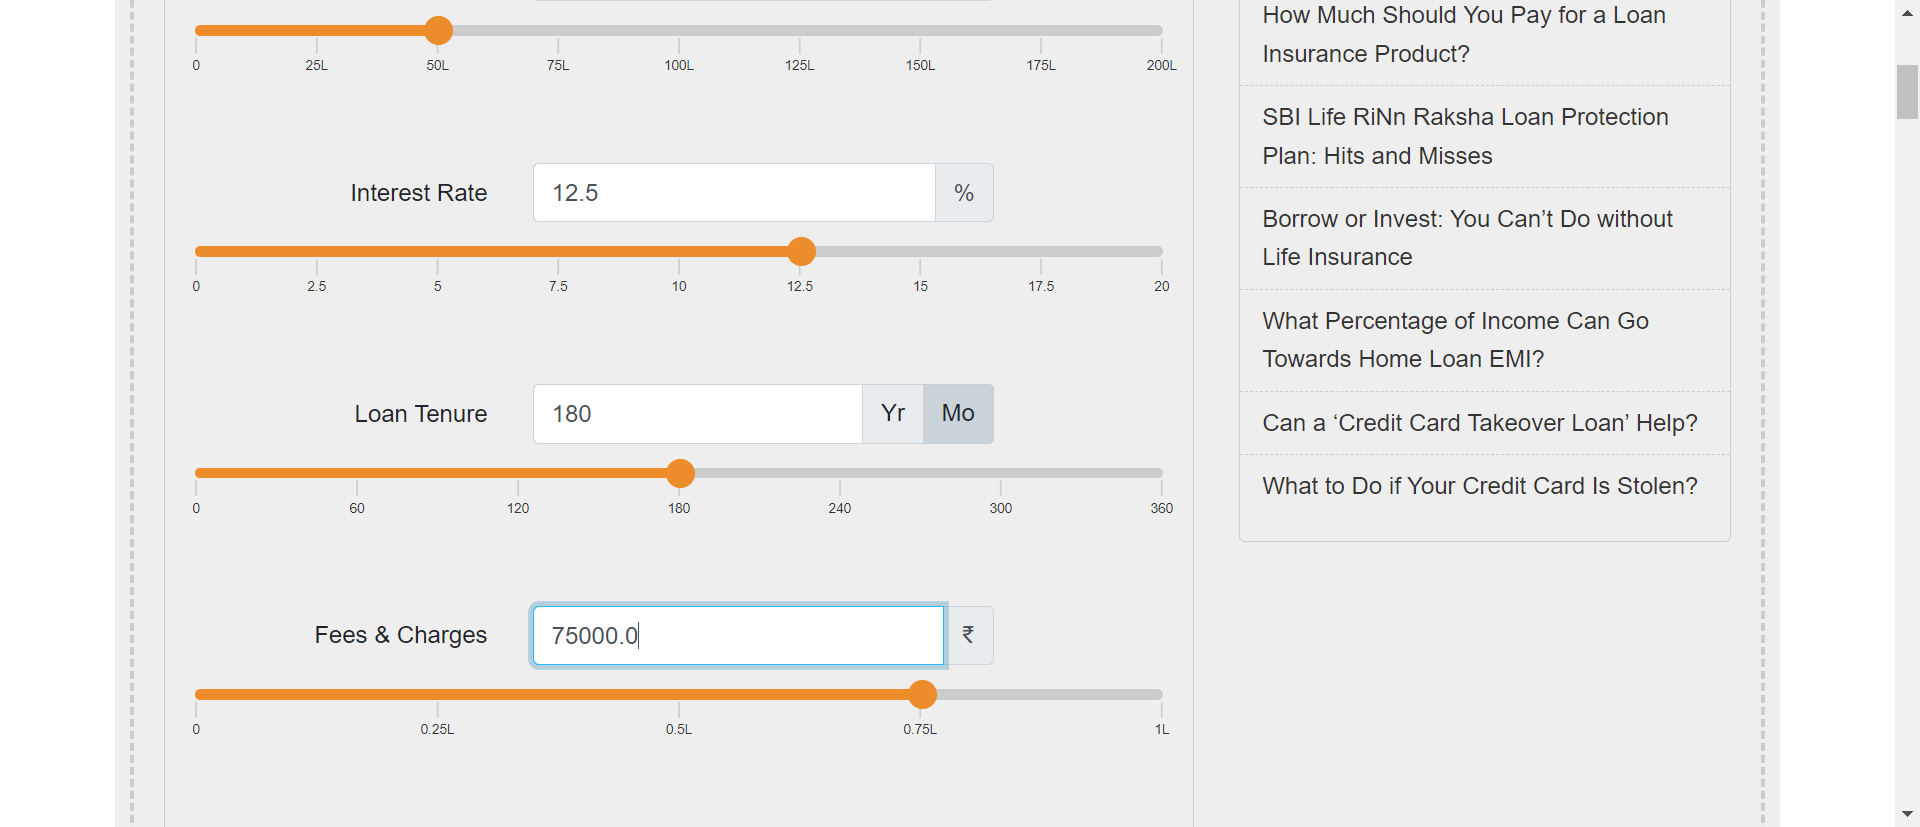 0 25L 50L 75L 100L 125L 150L 175L 200L
Interest Rate 12.5 %
0 2.5 5 7.5 10 12.5 15 17.5 20
Loan Tenure 180 Yr Mo
0 60 120 180 240 300 360
Fees & Charges 75000.0 ₹
0 0.25L 0.5L 0.75L 1L
How Much Should You Pay for a Loan
Insurance Product?
SBI Life RiNn Raksha Loan Protection
Plan: Hits and Misses
Borrow or Invest: You Can’t Do without
Life Insurance
What Percentage of Income Can Go
Towards Home Loan EMI?
Can a ‘Credit Card Takeover Loan’ Help?
What to Do if Your Credit Card Is Stolen?